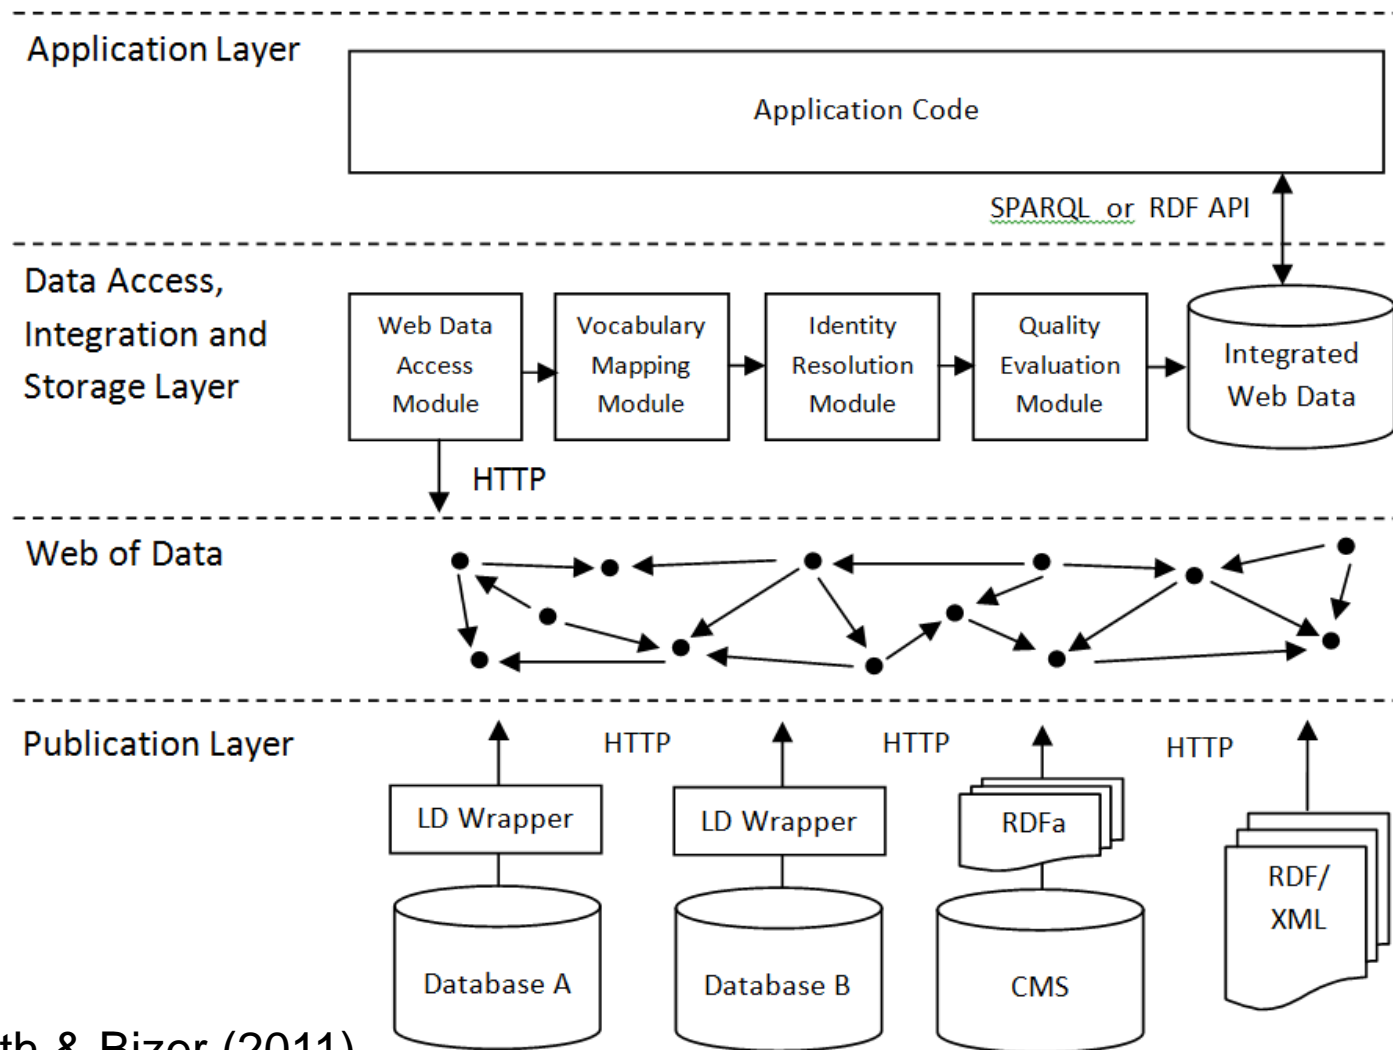 Application Layer
Application Code
SPARQL or RDF API
Data Access,
Integration and
Storage Layer
Web Data
Access
Module
Vocabulary
Mapping
Module
Identity
Resolution
Module
Quality
Evaluation
Module
Integrated
Web Data
HTTP
Web of Data
Publication Layer
HTTP
HTTP
HTTP
LD Wrapper
LD Wrapper
RDFa
RDF/
XML
Database A
Database B
CMS
& Bizer (2011)